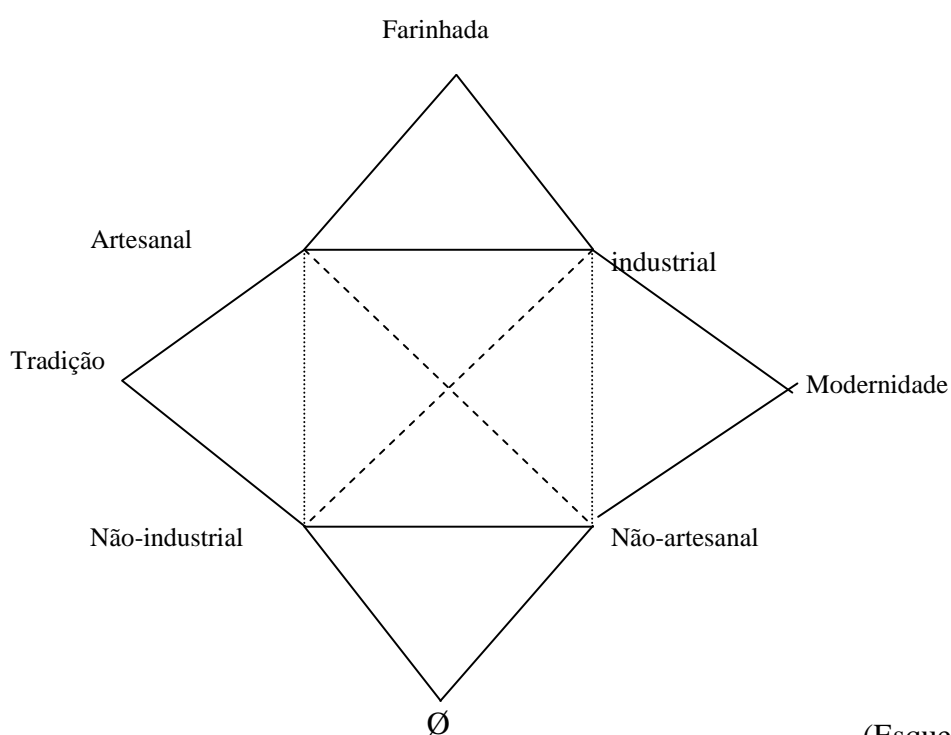 Farinhada
Artesanal
industrial
Tradição
Modernidade
Não-industrial
Não-artesanal
Ø